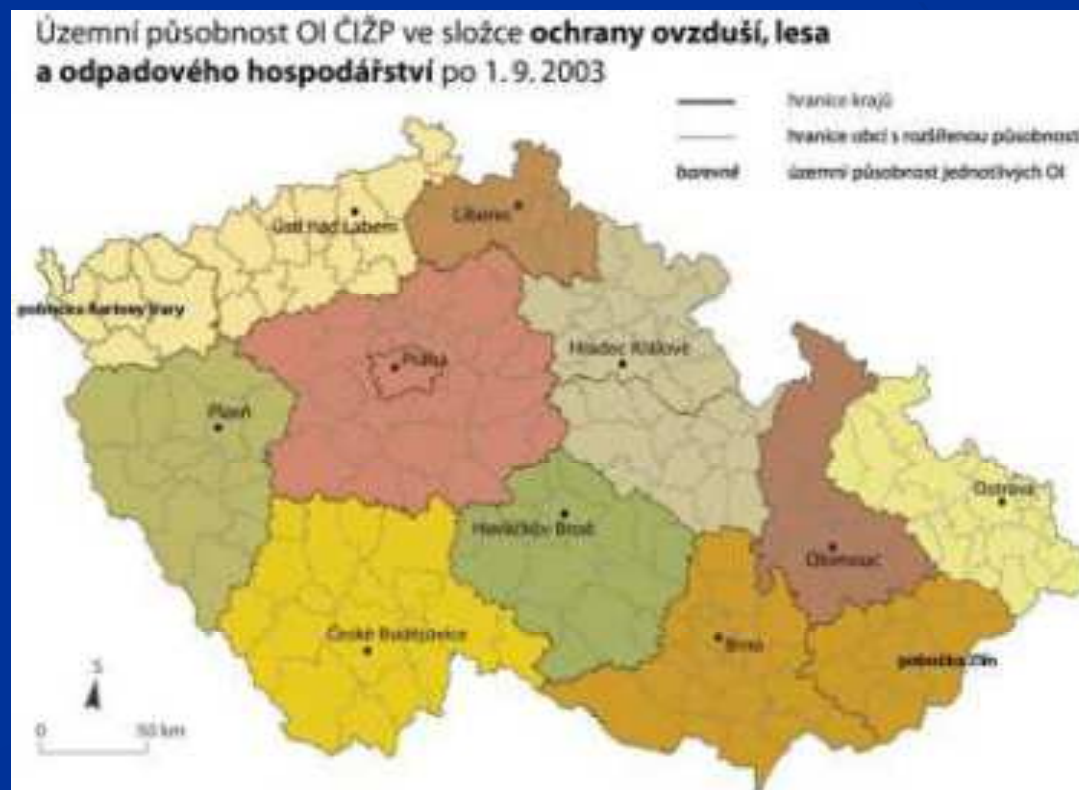 Územní působnost OI ČIŽP ve složce ochrany ovzduší, lesa
a odpadového hospodářství po 1. 9. 2003
hranice krajů
hranice obcí s rozšířenou působností
barevně územní působnost jednotlivých OI
Ústí nad Labem
Liberec
pobočka Karlovy Vary
Praha
Hradec Králové
Plzeň
Ostrava
Havlíčkův Brod
Olomouc
České Budějovice
Brno
pobočka Zlín
S
0 50 km